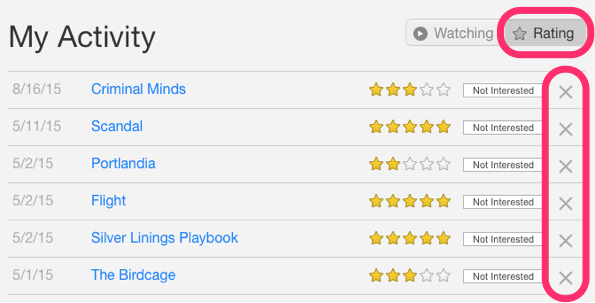 My Activity Watching Rating
8/16/15 Criminal Minds Not Interested
5/11/15 Scandal Not Interested
5/2/15 Portlandia Not Interested
5/2/15 Flight Not Interested
5/2/15 Silver Linings Playbook Not Interested
5/1/15 The Birdcage Not Interested